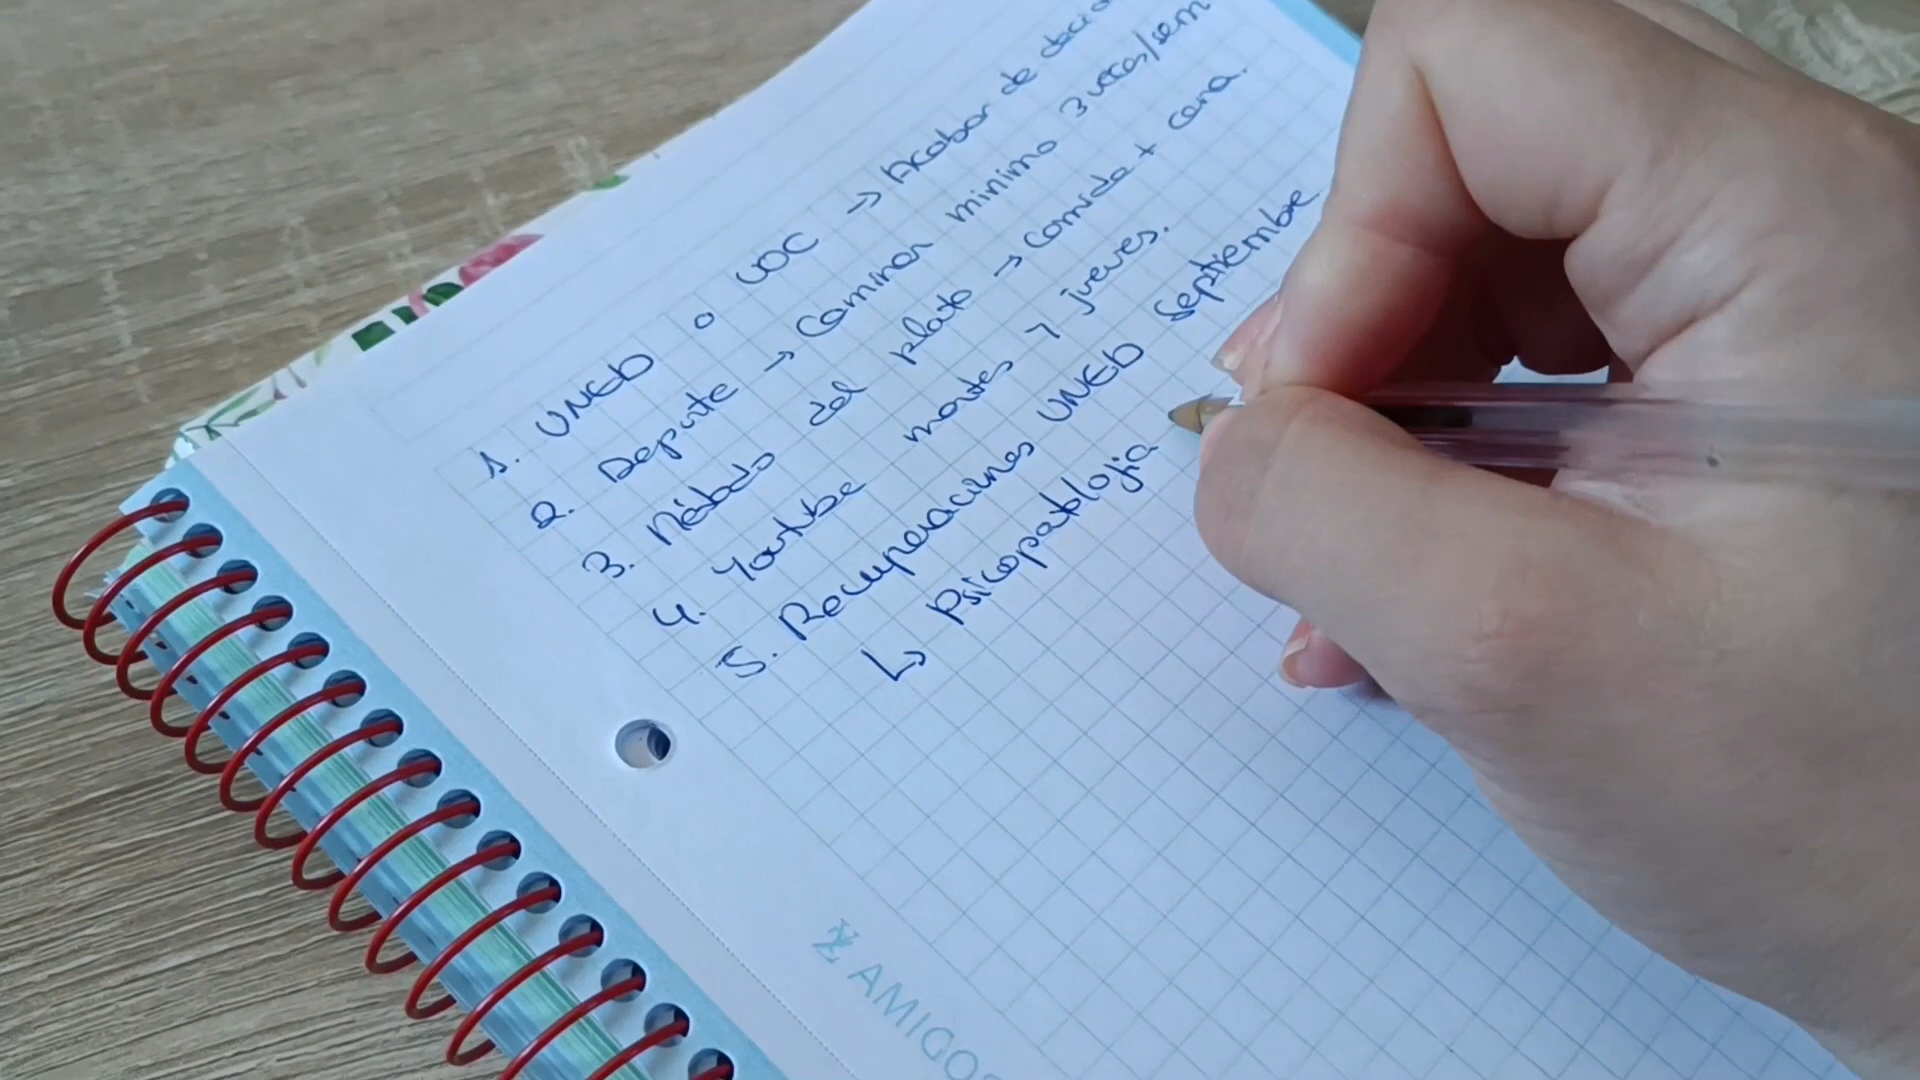 1. UNED o UOC → Acabar de
2. Deporte → Caminar mínimo 3 veces/sem
3. Método del plato → comida + cena.
4. Youtube martes y jueves.
5. Recuperaciones UNED septiembre
↳ Psicopatología
AMIGOS